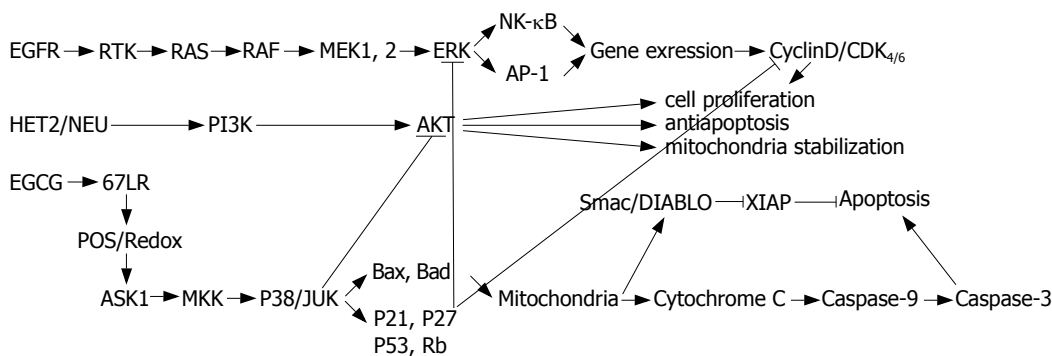 NK-κB
EGFR RTK RAS RAF MEK1, 2 ERK Gene exression CyclinD/CDK4/6
AP-1
cell proliferation
HET2/NEU PI3K AKT antiapoptosis
mitochondria stabilization
EGCG 67LR
Smac/DIABLO XIAP Apoptosis
POS/Redox
Bax, Bad
ASK1 MKK P38/JUK Mitochondria Cytochrome C Caspase-9 Caspase-3
P21, P27
P53, Rb